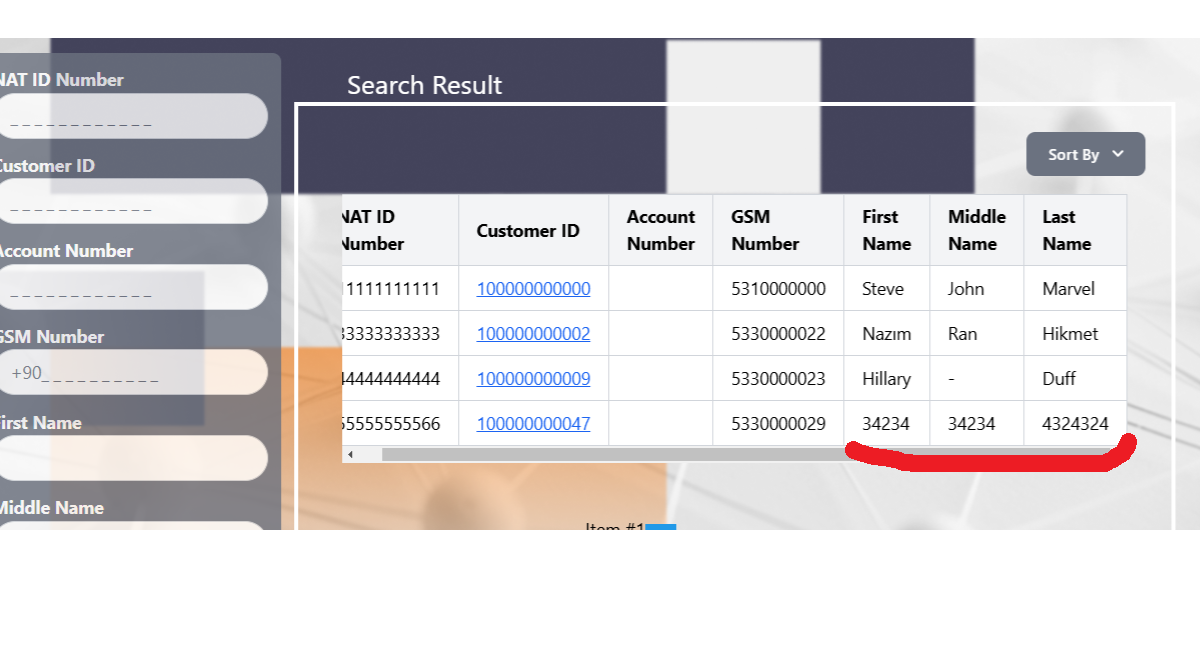 NAT ID Number
____________
Customer ID
____________
Account Number
____________
GSM Number
+90__________
First Name
Middle Name
Search Result
Sort By
NAT ID Number Customer ID Account Number GSM Number First Name Middle Name Last Name
11111111111 100000000000 5310000000 Steve John Marvel
33333333333 100000000002 5330000022 Nazım Ran Hikmet
44444444444 100000000009 5330000023 Hillary - Duff
55555555566 100000000047 5330000029 34234 34234 4324324
Item #1